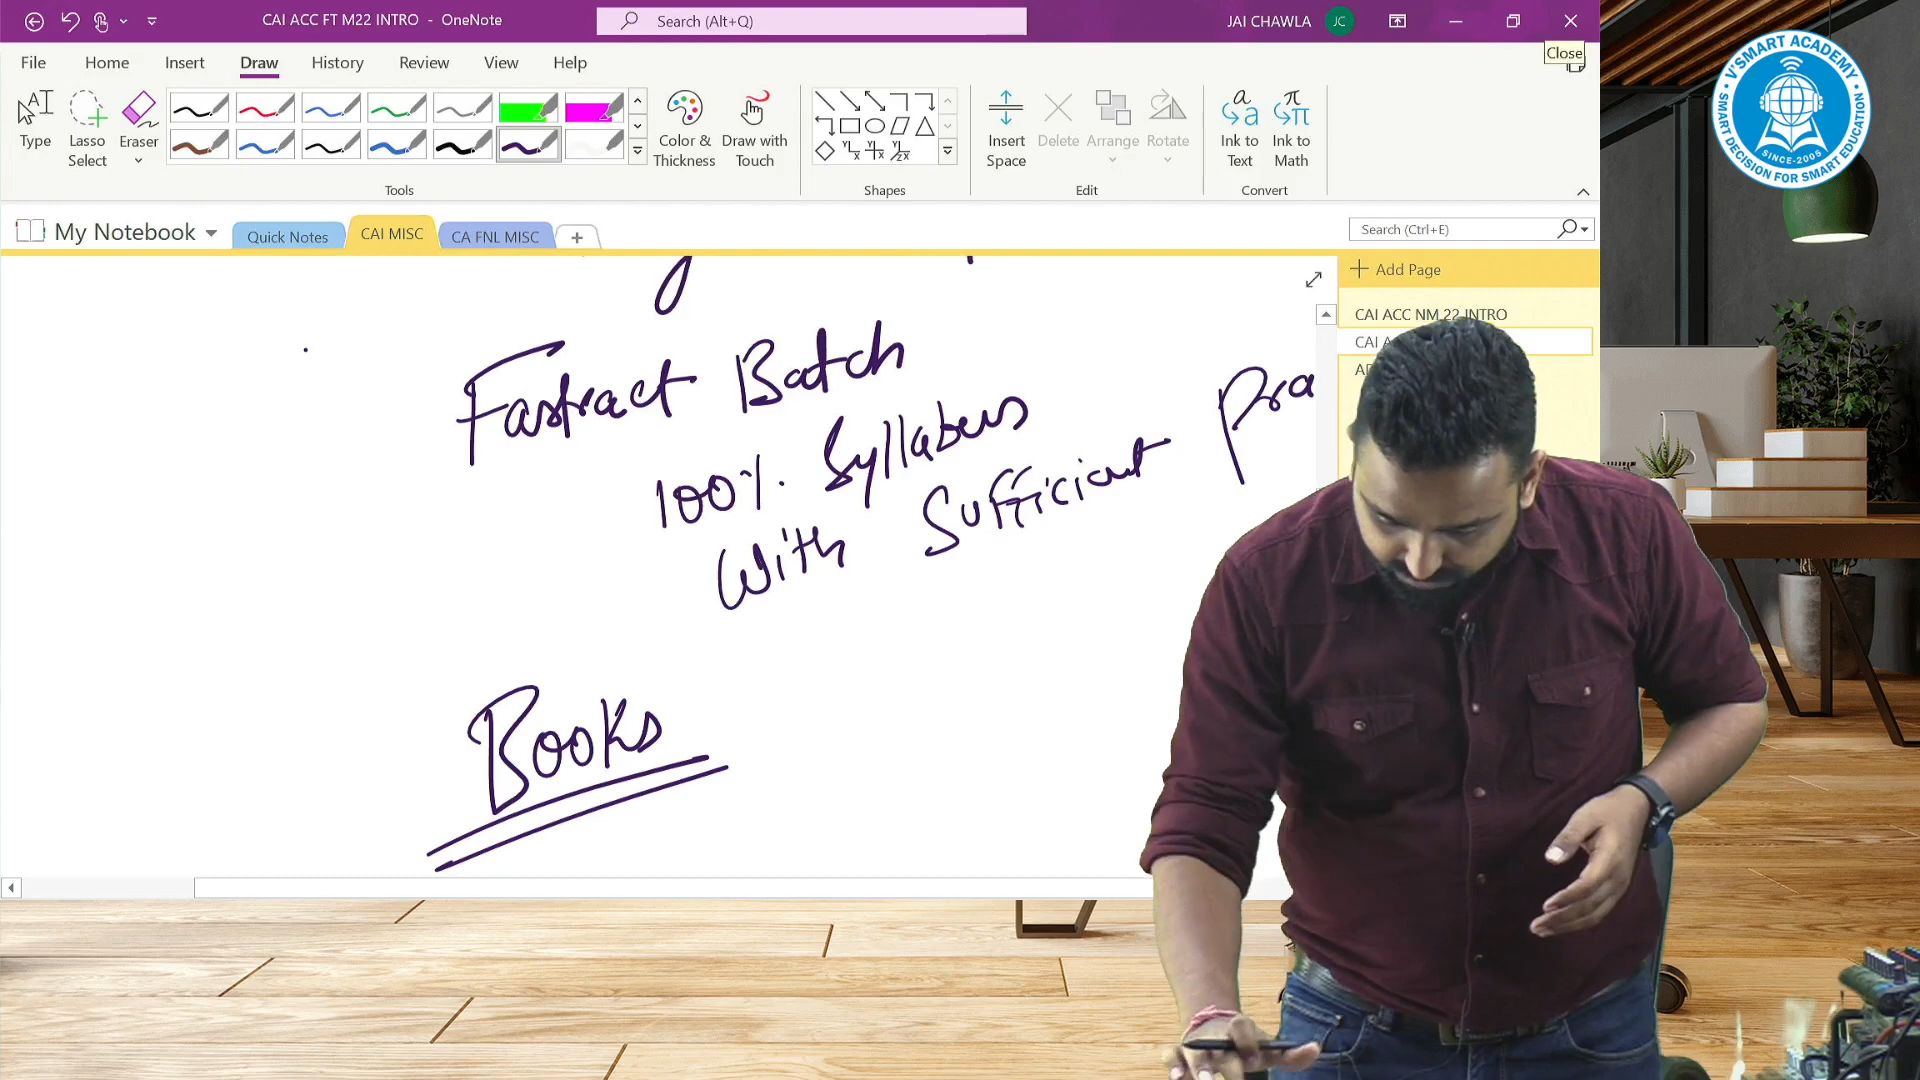 CAI ACC FT M22 INTRO - OneNote
Search (Alt+Q)
JAI CHAWLA
JC
Close
File Home Insert Draw History Review View Help
Type
Lasso Select
Eraser
Color & Thickness
Draw with Touch
Insert Space
Delete
Arrange
Rotate
Ink to Text
Ink to Math
Tools
Shapes
Edit
Convert
My Notebook
Quick Notes
CAI MISC
CA FNL MISC
Search (Ctrl+E)
Add Page
CAI ACC NM 22 INTRO
CAI A
Fastract Batch
100% Syllabus
With Sufficient Pra
Books
V'SMART ACADEMY
SINCE-2005
SMART DECISION FOR SMART EDUCATION